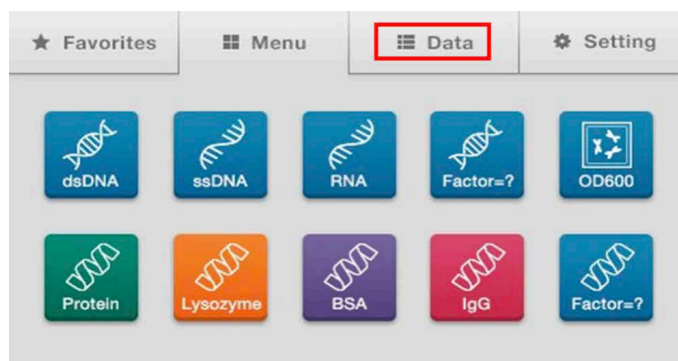 Favorites Menu Data Setting
dsDNA ssDNA RNA Factor=? OD600
Protein Lysozyme BSA IgG Factor=?